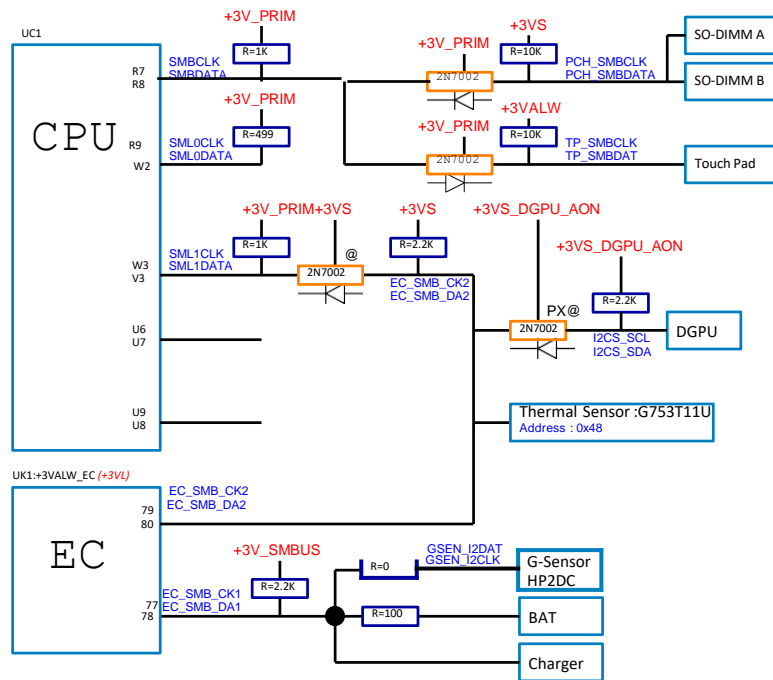 UC1
CPU
R7
R8
SMBCLK
SMBDATA
+3V_PRIM
R=1K
+3V_PRIM
2N7002
+3VS
R=10K
PCH_SMBCLK
PCH_SMBDATA
SO-DIMM A
SO-DIMM B
R9
W2
SML0CLK
SML0DATA
+3V_PRIM
R=499
+3V_PRIM
2N7002
+3VALW
R=10K
TP_SMBCLK
TP_SMBDAT
Touch Pad
W3
V3
SML1CLK
SML1DATA
+3V_PRIM+3VS
R=1K
2N7002
@
+3VS
R=2.2K
EC_SMB_CK2
EC_SMB_DA2
+3VS_DGPU_AON
PX@
2N7002
+3VS_DGPU_AON
R=2.2K
I2CS_SCL
I2CS_SDA
DGPU
U6
U7
U9
U8
Thermal Sensor :G753T11U
Address : 0x48
UK1:+3VALW_EC (+3VL)
EC
79
80
EC_SMB_CK2
EC_SMB_DA2
77
78
EC_SMB_CK1
EC_SMB_DA1
+3V_SMBUS
R=2.2K
R=0
GSEN_I2DAT
GSEN_I2CLK
G-Sensor
HP2DC
R=100
BAT
Charger